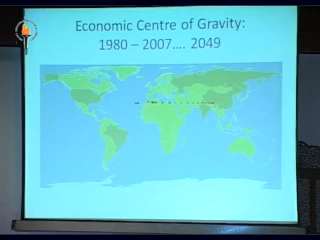 Economic Centre of Gravity:
1980 – 2007…. 2049